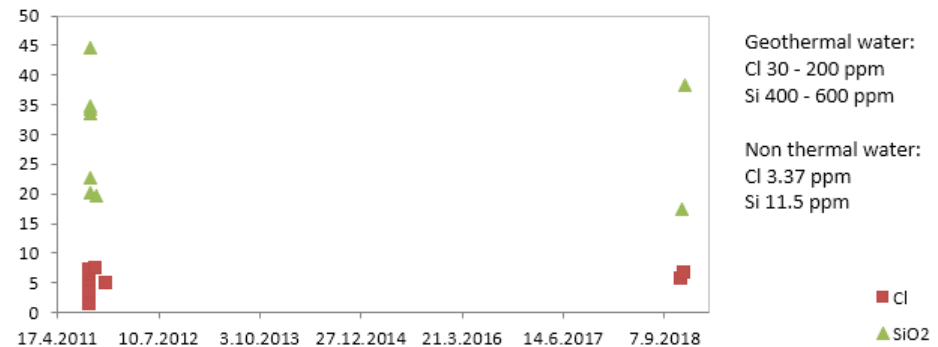 50
45
40
35
30
25
20
15
10
5
0
17.4.2011 10.7.2012 3.10.2013 27.12.2014 21.3.2016 14.6.2017 7.9.2018
Geothermal water:
Cl 30 - 200 ppm
Si 400 - 600 ppm
Non thermal water:
Cl 3.37 ppm
Si 11.5 ppm
Cl
SiO2